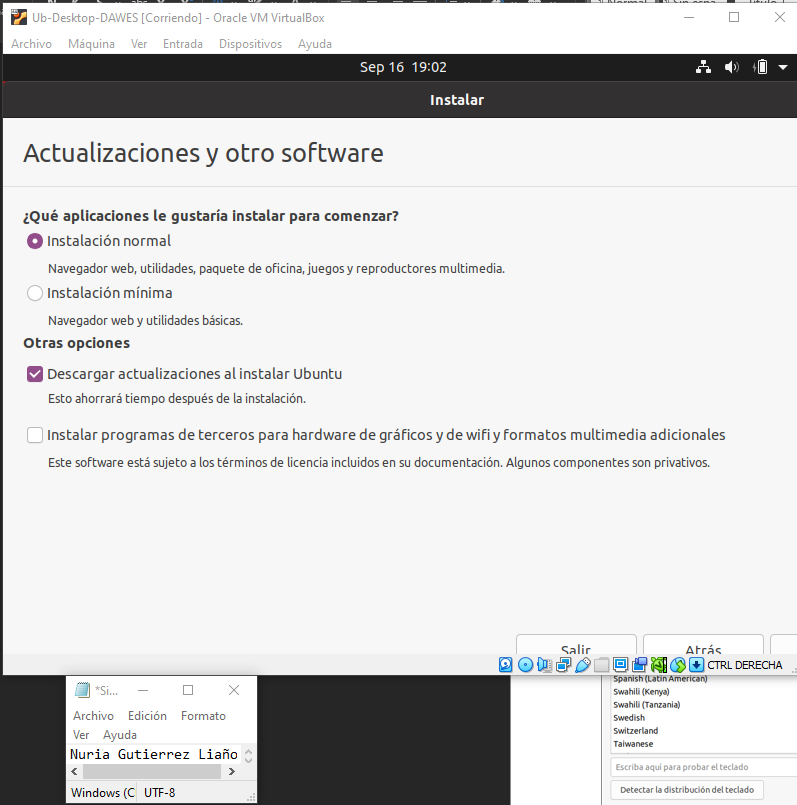 Ub-Desktop-DAWES [Corriendo] - Oracle VM VirtualBox
Archivo Máquina Ver Entrada Dispositivos Ayuda
Sep 16 19:02
Instalar
Actualizaciones y otro software
¿Qué aplicaciones le gustaría instalar para comenzar?
Instalación normal
Navegador web, utilidades, paquete de oficina, juegos y reproductores multimedia.
Instalación mínima
Navegador web y utilidades básicas.
Otras opciones
Descargar actualizaciones al instalar Ubuntu
Esto ahorrará tiempo después de la instalación.
Instalar programas de terceros para hardware de gráficos y de wifi y formatos multimedia adicionales
Este software está sujeto a los términos de licencia incluidos en su documentación. Algunos componentes son privativos.
Salir Atrás
CTRL DERECHA
*Si...
Archivo Edición Formato
Ver Ayuda
Nuria Gutierrez Liaño
Windows (C UTF-8
Spanish (Latin American)
Swahili (Kenya)
Swahili (Tanzania)
Swedish
Switzerland
Taiwanese
Escriba aquí para probar el teclado
Detectar la distribución del teclado